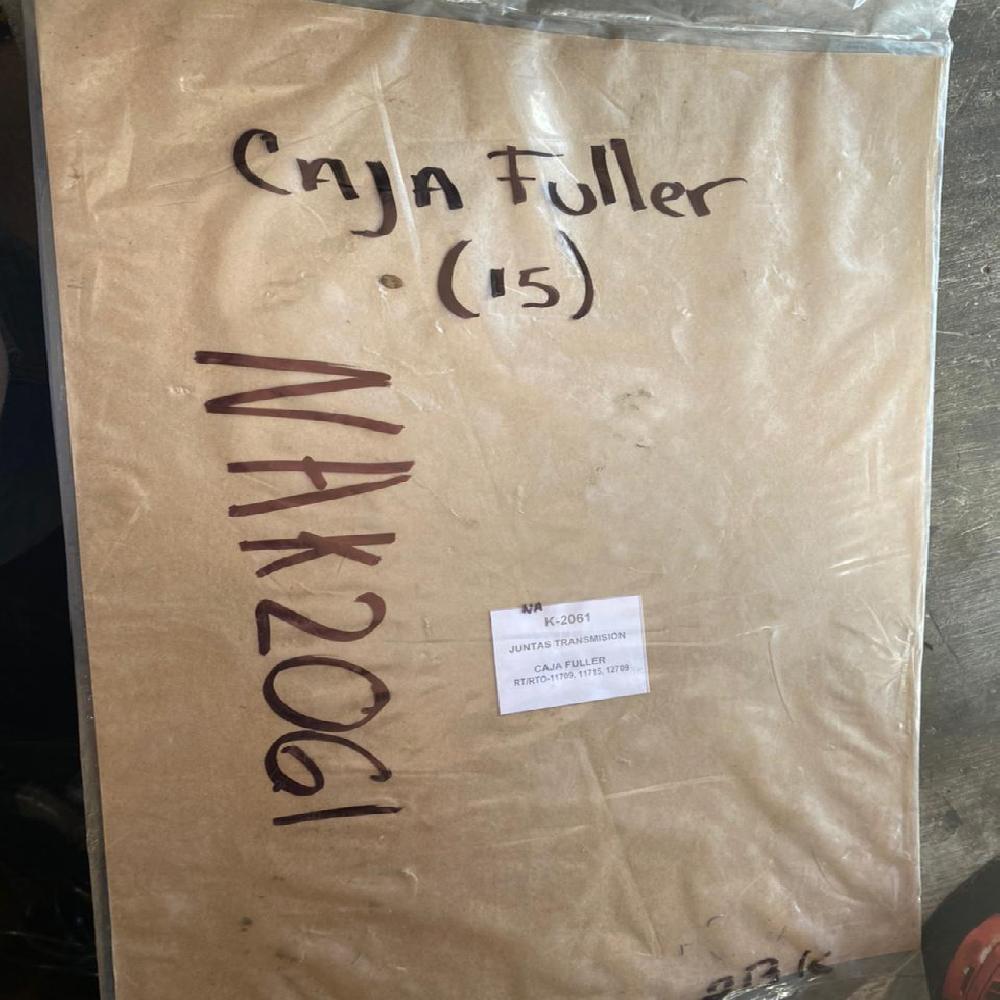 Caja Fuller
(15)
NAK2061
NA
K-2061
JUNTAS TRANSMISION
CAJA FULLER
RT/RTO-11709, 11715, 12709